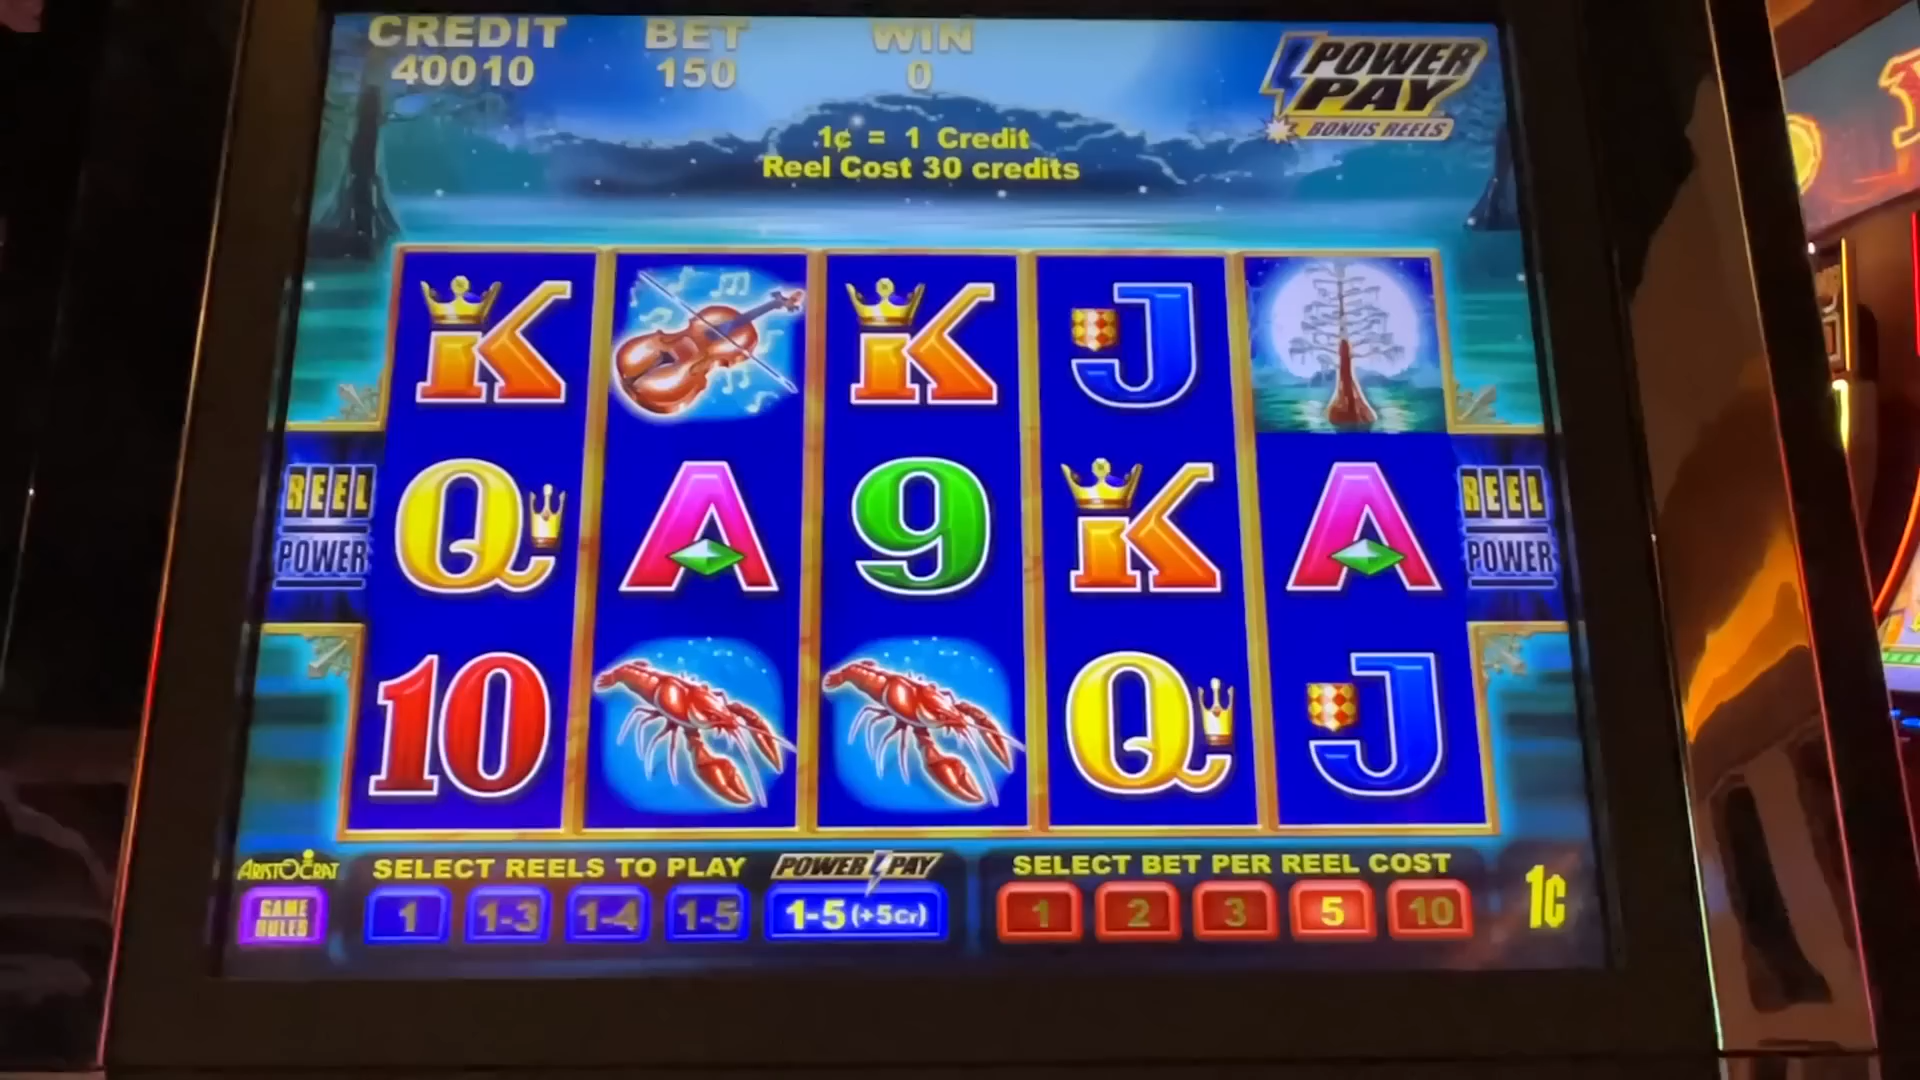 CREDIT BET WIN
40010 150 0
POWER PAY
BONUS REELS
1¢ = 1 Credit
Reel Cost 30 credits
K K J
REEL POWER
Q A 9 K A
REEL POWER
10 Q J
ARISTOCRAT
SELECT REELS TO PLAY POWER PAY
SELECT BET PER REEL COST
GAME RULES
1 1-3 1-4 1-5 1-5 (+5Cr)
1 2 3 5 10
1¢